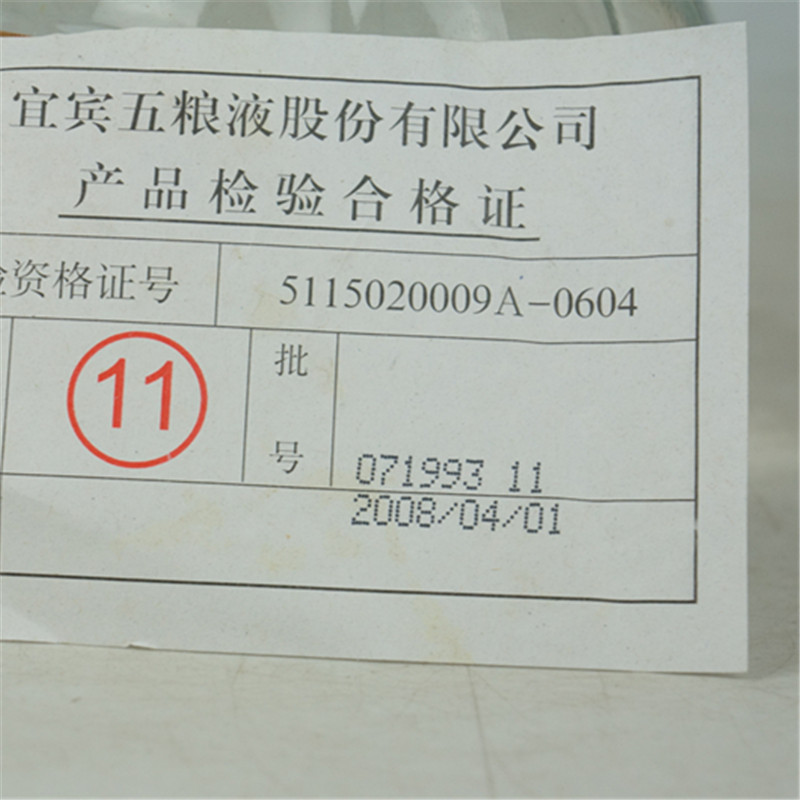 宜宾五粮液股份有限公司
产品检验合格证
资格证号 5115020009A-0604
11 批号 071993 11
2008/04/01